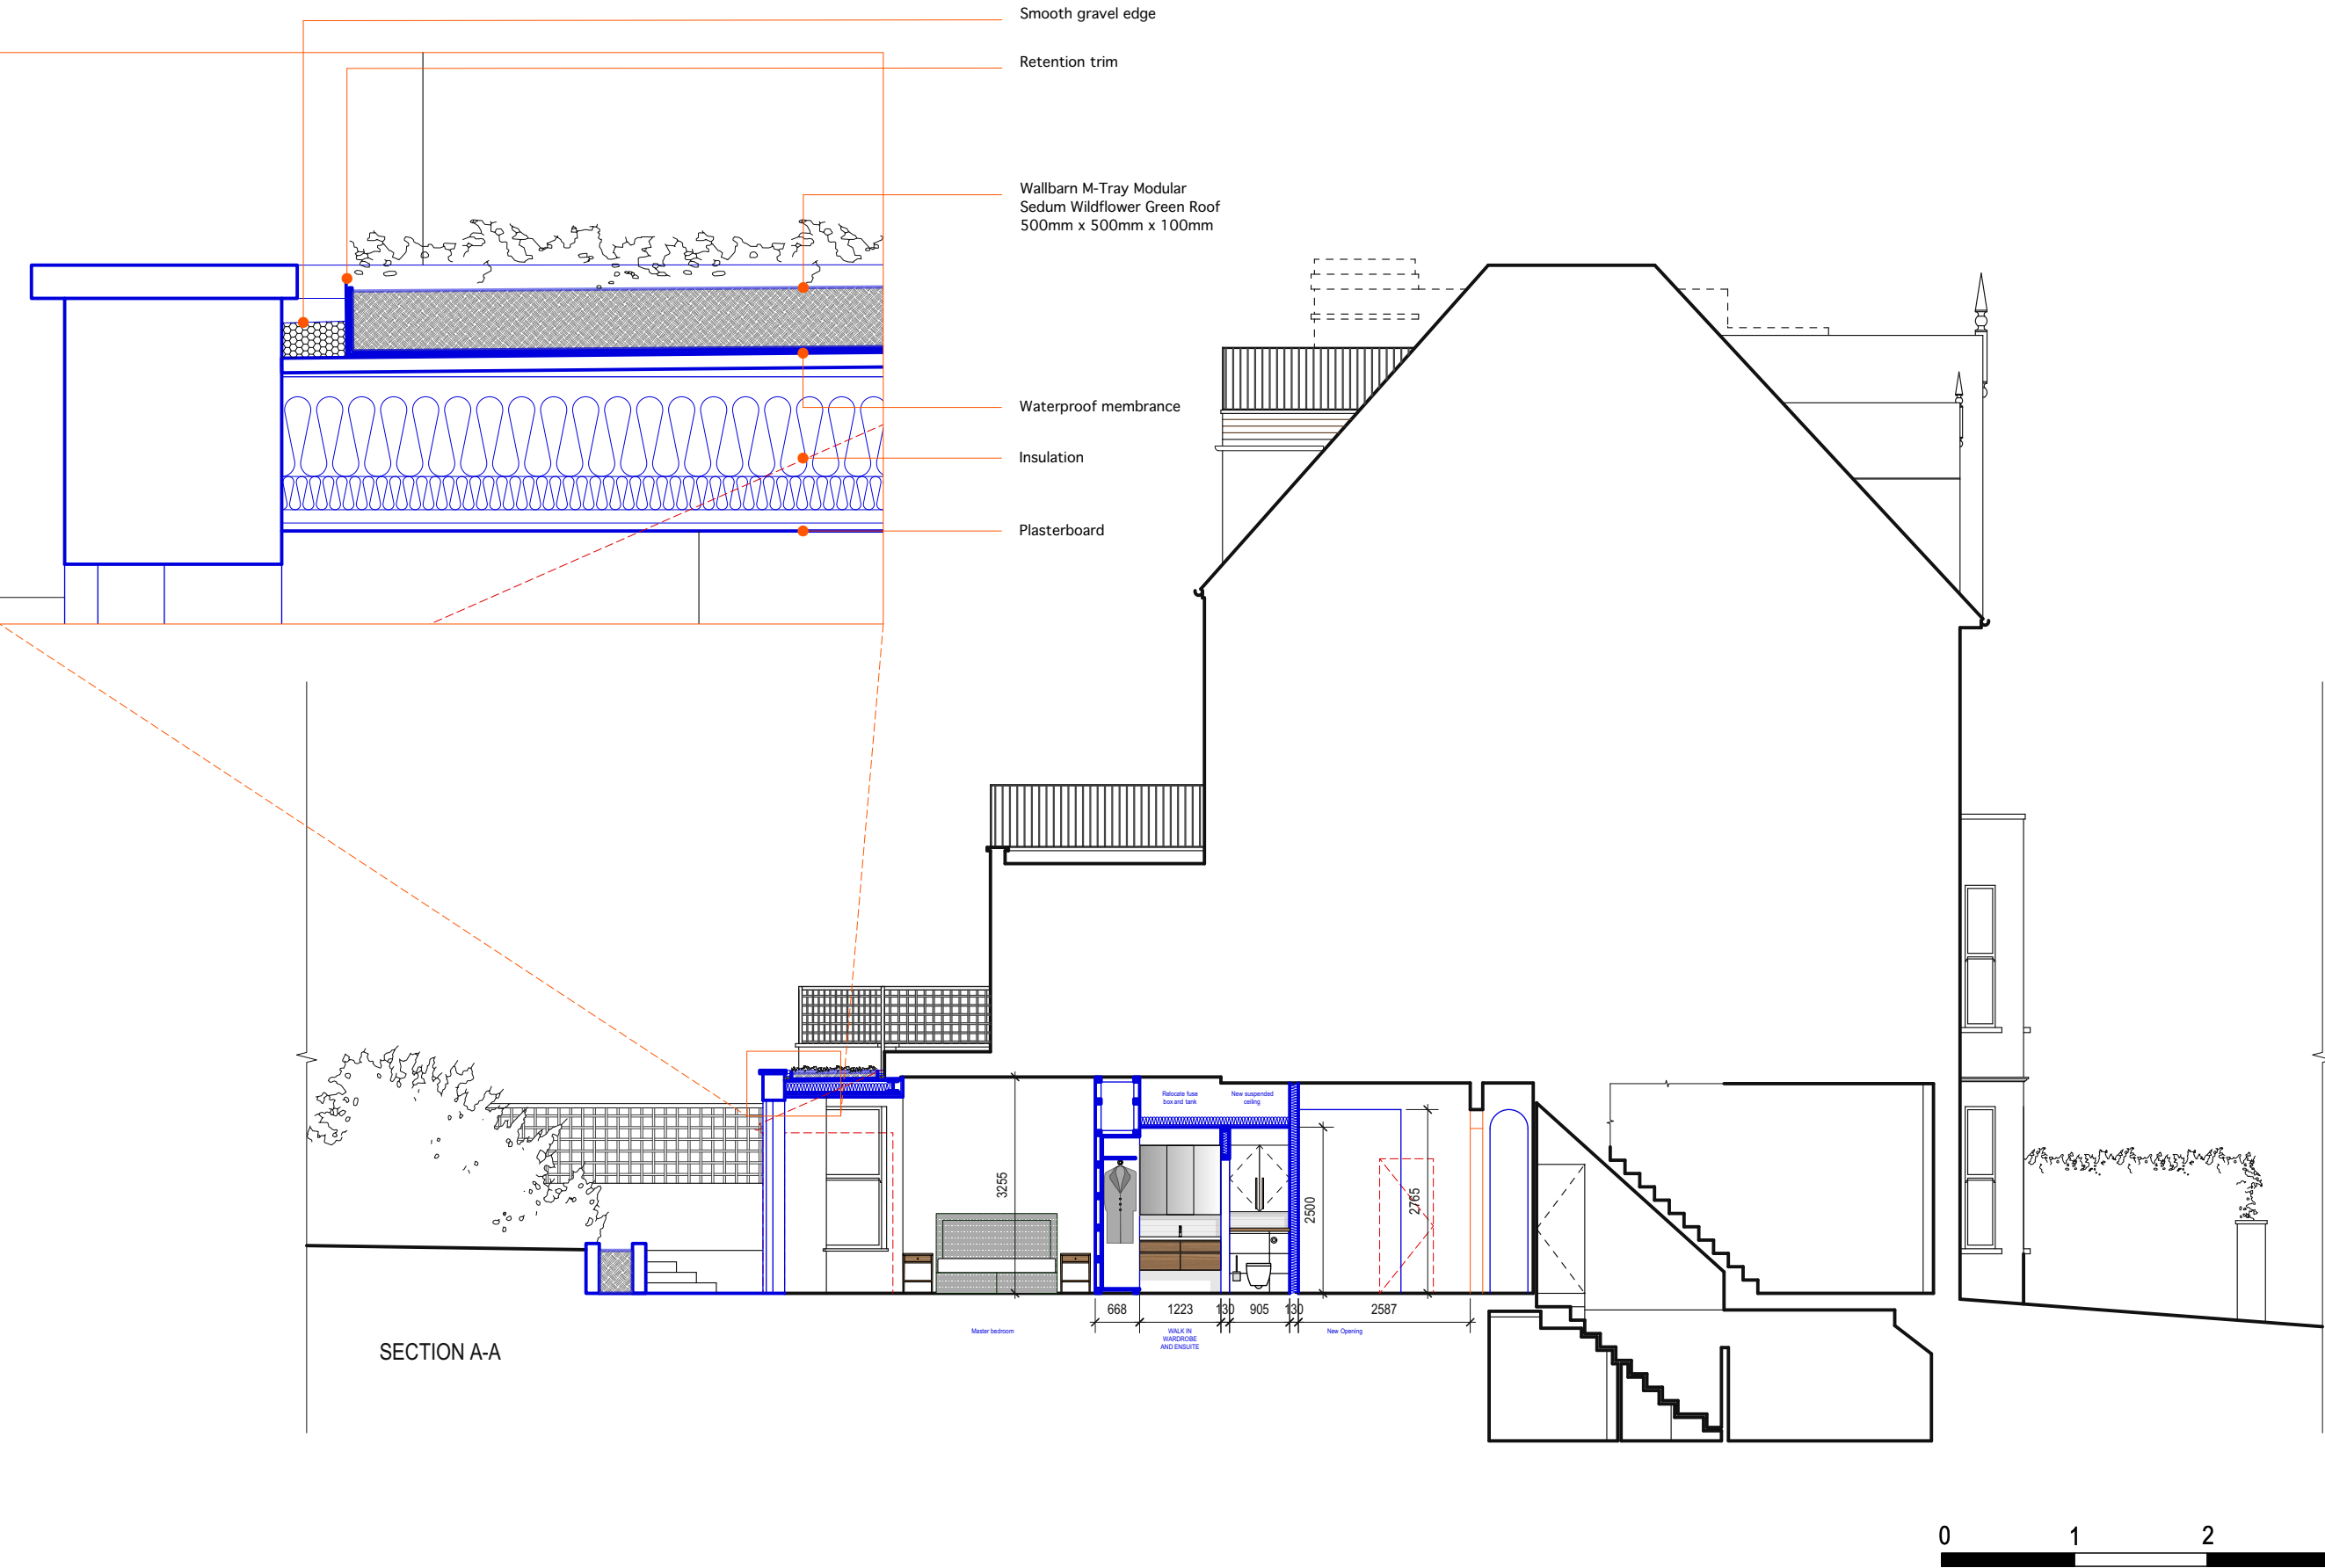 Smooth gravel edge
Retention trim
Wallbarn M-Tray Modular
Sedum Wildflower Green Roof
500mm x 500mm x 100mm
Waterproof membrance
Insulation
Plasterboard
Relocate fuse
box and tank
New suspended
ceiling
3255
2500
2765
668
1223
130
905
130
2587
Master bedroom
WALK IN
WARDROBE
AND ENSUITE
New Opening
SECTION A-A
0
1
2